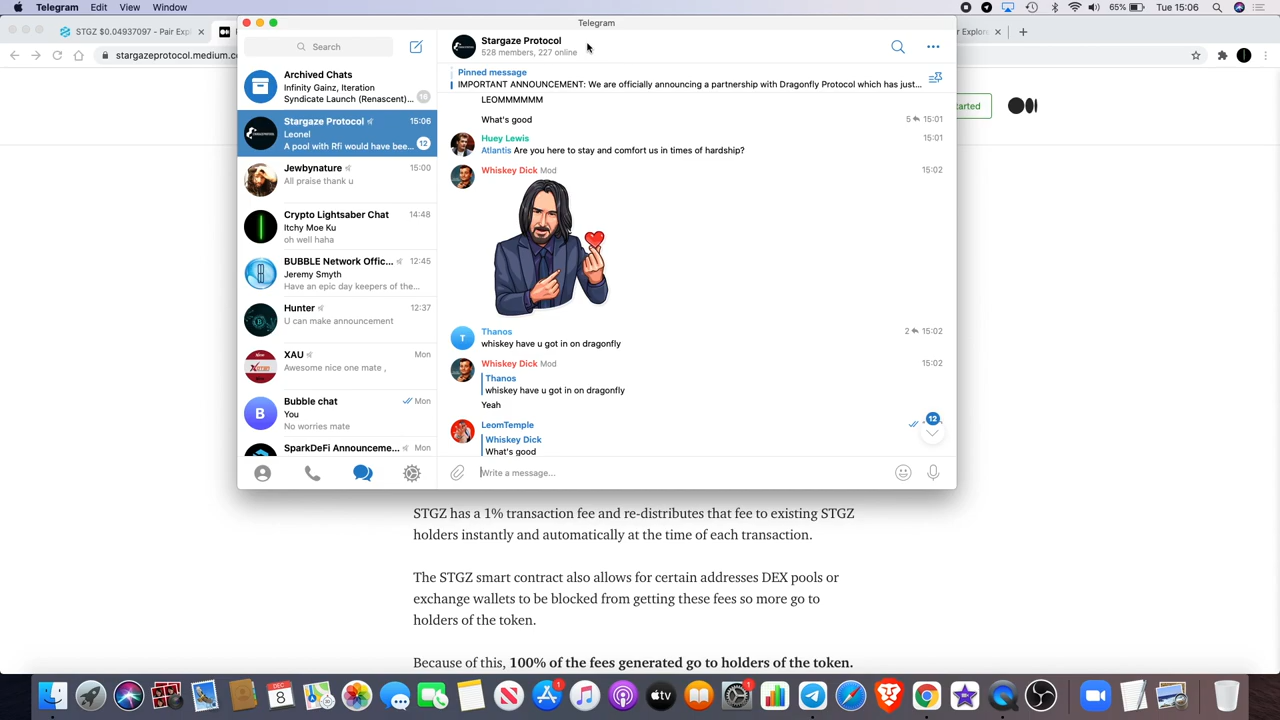 Telegram Edit View Window
66% Tue 15:06
STGZ $0.04937097 - Pair Expl
Pair Explorer
stargazeprotocol.medium.c
Telegram
Search
Archived Chats
Infinity Gainz, Iteration
Syndicate Launch (Renascent)...
16
Stargaze Protocol 15:06
Leonel
A pool with Rfi would have bee...
12
Jewbynature 15:00
All praise thank u
Crypto Lightsaber Chat 14:48
Itchy Moe Ku
oh well haha
BUBBLE Network Offic... 12:45
Jeremy Smyth
Have an epic day keepers of the...
Hunter 12:37
U can make announcement
XAU Mon
Awesome nice one mate ,
Bubble chat Mon
You
No worries mate
SparkDeFi Announceme... Mon
Stargaze Protocol
528 members, 227 online
Pinned message
IMPORTANT ANNOUNCEMENT: We are officially announcing a partnership with Dragonfly Protocol which has just...
LEOMMMMMM
What's good
5 15:01
Huey Lewis 15:01
Atlantis Are you here to stay and comfort us in times of hardship?
Whiskey Dick Mod 15:02
Thanos 2 15:02
whiskey have u got in on dragonfly
Whiskey Dick Mod 15:02
Thanos
whiskey have u got in on dragonfly
Yeah
LeomTemple
Whiskey Dick
What's good
12
Write a message...
tarted
STGZ has a 1% transaction fee and re-distributes that fee to existing STGZ
holders instantly and automatically at the time of each transaction.
The STGZ smart contract also allows for certain addresses DEX pools or
exchange wallets to be blocked from getting these fees so more go to
holders of the token.
Because of this, 100% of the fees generated go to holders of the token.
DEC
8
tv
1
1